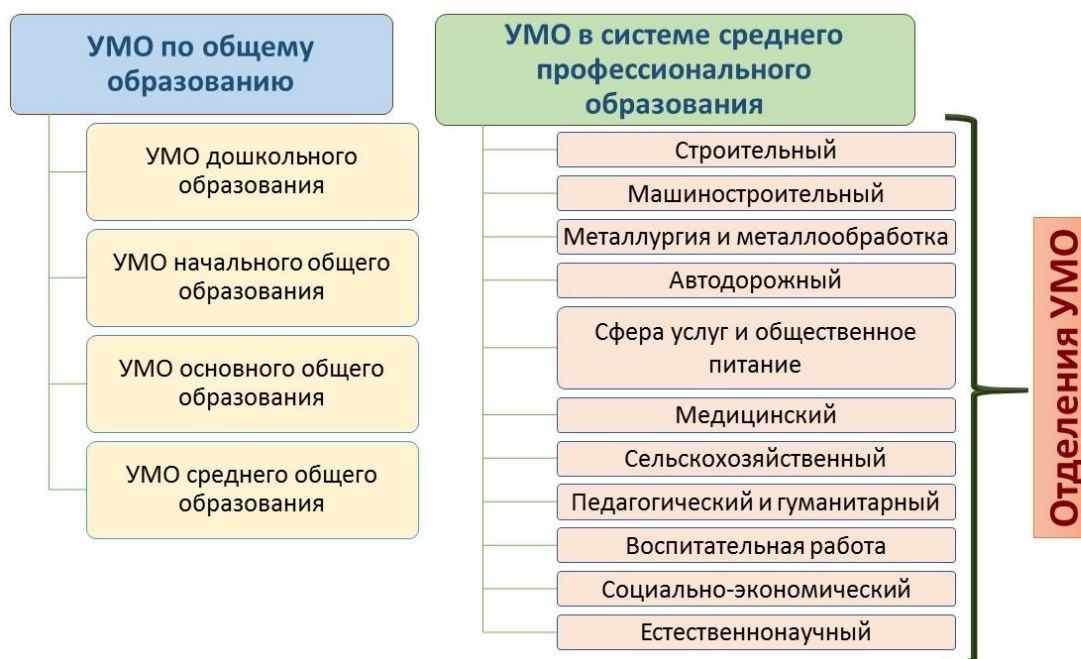 УМО по общему
образованию
УМО дошкольного
образования
УМО начального общего
образования
УМО основного общего
образования
УМО среднего общего
образования
УМО в системе среднего
профессионального
образования
Строительный
Машиностроительный
Металлургия и металлообработка
Автодорожный
Сфера услуг и общественное
питание
Медицинский
Сельскохозяйственный
Педагогический и гуманитарный
Воспитательная работа
Социально-экономический
Естественнонаучный
Отделения УМО